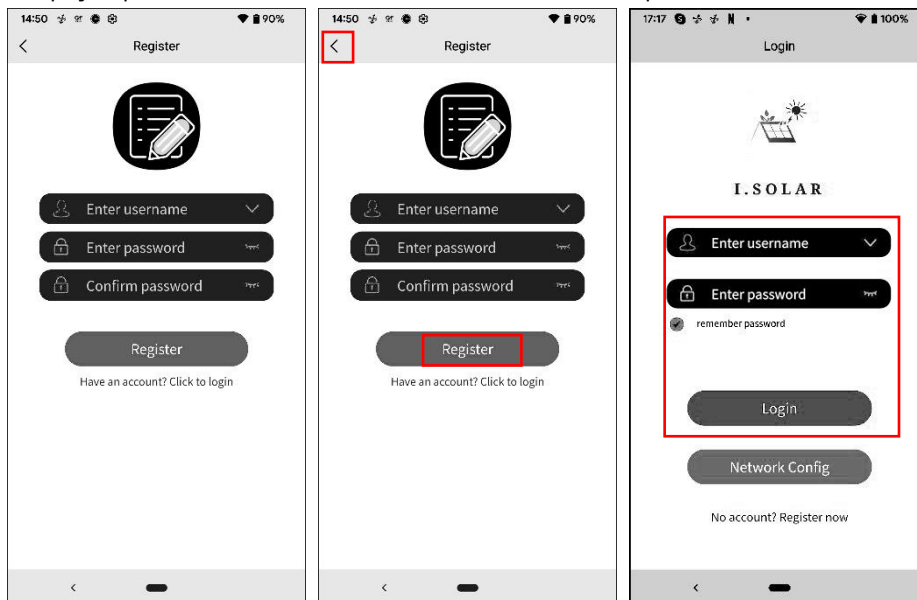 14:50 90%
Register
Enter username
Enter password
Confirm password
Register
Have an account? Click to login
14:50 90%
Register
Enter username
Enter password
Confirm password
Register
Have an account? Click to login
17:17 100%
Login
I.SOLAR
Enter username
Enter password
remember password
Login
Network Config
No account? Register now